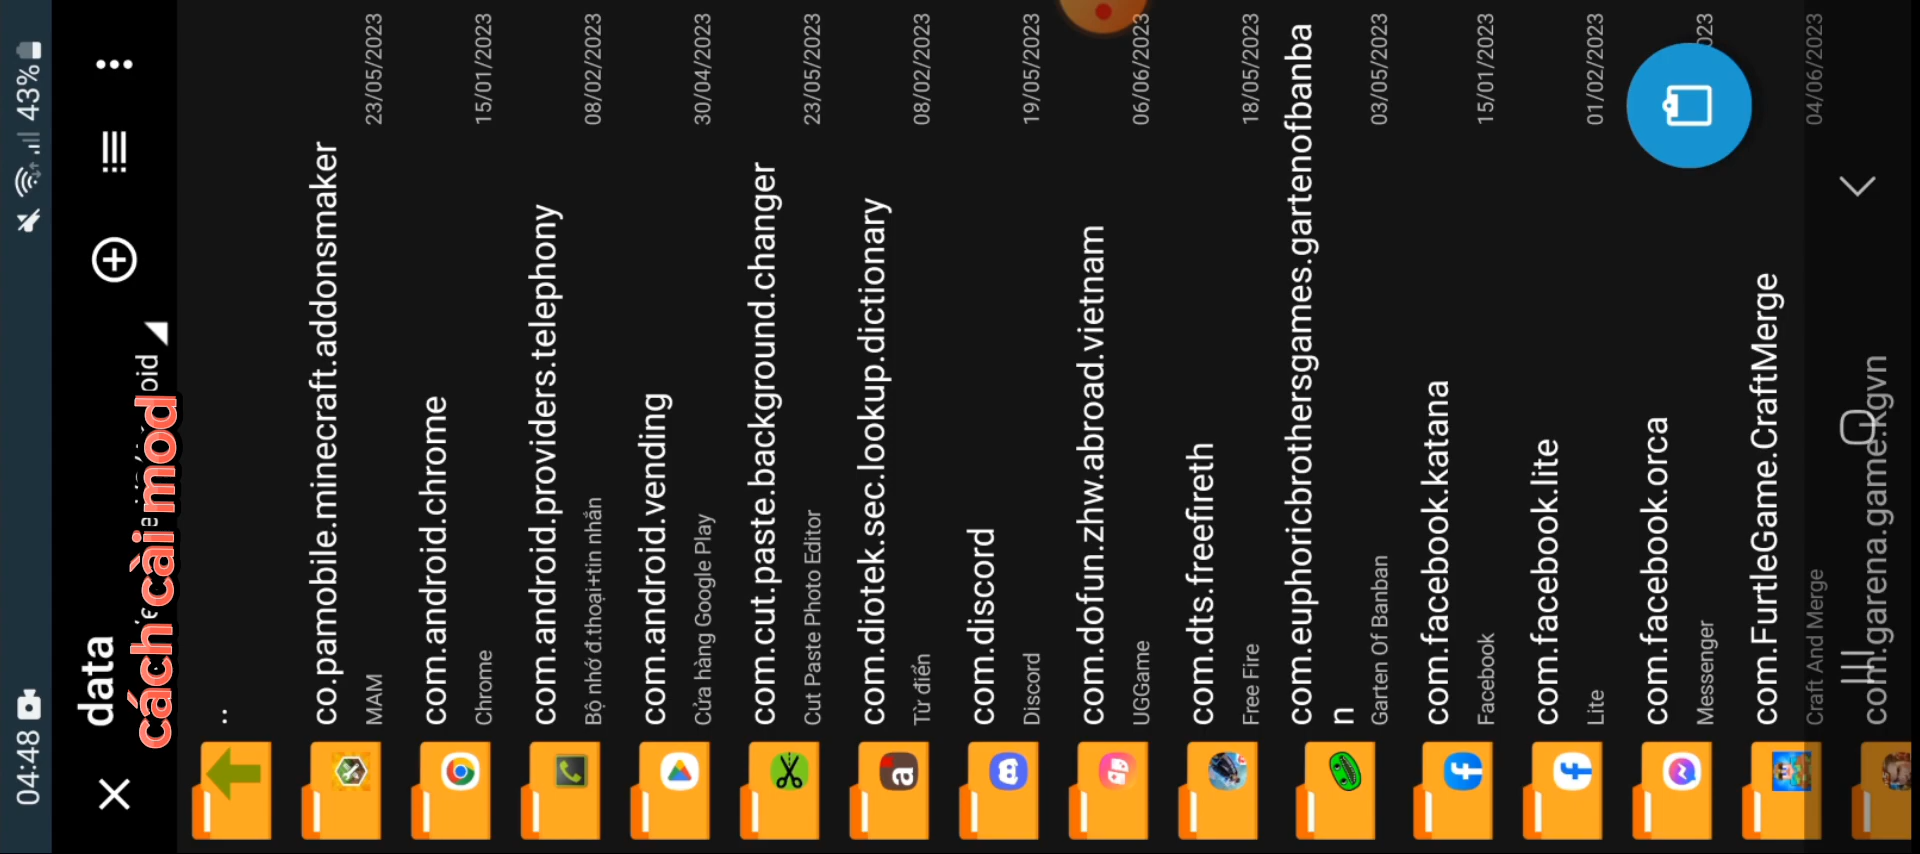 04:48
43%
data
oid
cách cài mod
..
co.pamobile.minecraft.addonsmaker
MAM
23/05/2023
com.android.chrome
Chrome
15/01/2023
com.android.providers.telephony
Bộ nhớ đ.thoại+tin nhắn
08/02/2023
com.android.vending
Cửa hàng Google Play
30/04/2023
com.cut.paste.background.changer
Cut Paste Photo Editor
23/05/2023
com.diotek.sec.lookup.dictionary
Từ điển
08/02/2023
com.discord
Discord
19/05/2023
com.dofun.zhw.abroad.vietnam
UGGame
06/06/2023
com.dts.freefireth
Free Fire
18/05/2023
com.euphoricbrothersgames.gartenofbanba
n
Garten Of Banban
03/05/2023
com.facebook.katana
Facebook
15/01/2023
com.facebook.lite
Lite
01/02/2023
com.facebook.orca
Messenger
023
com.FurtleGame.CraftMerge
Craft And Merge
04/06/2023
com.garena.game.kgvn